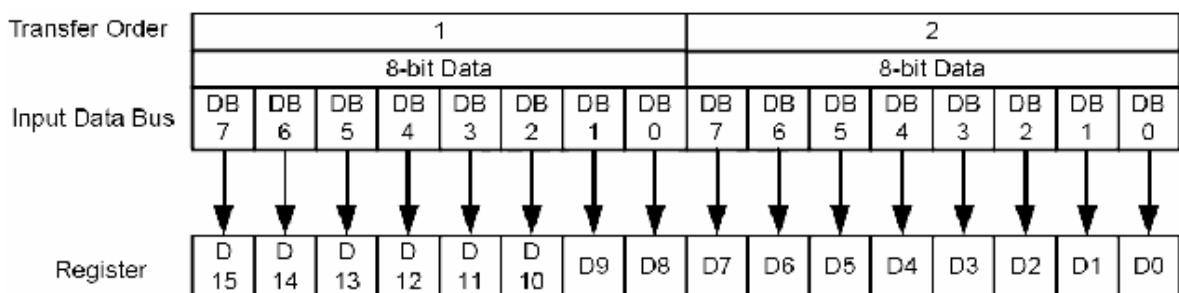 Transfer Order 1 2
8-bit Data 8-bit Data
Input Data Bus DB 7 DB 6 DB 5 DB 4 DB 3 DB 2 DB 1 DB 0 DB 7 DB 6 DB 5 DB 4 DB 3 DB 2 DB 1 DB 0
Register D 15 D 14 D 13 D 12 D 11 D 10 D9 D8 D7 D6 D5 D4 D3 D2 D1 D0